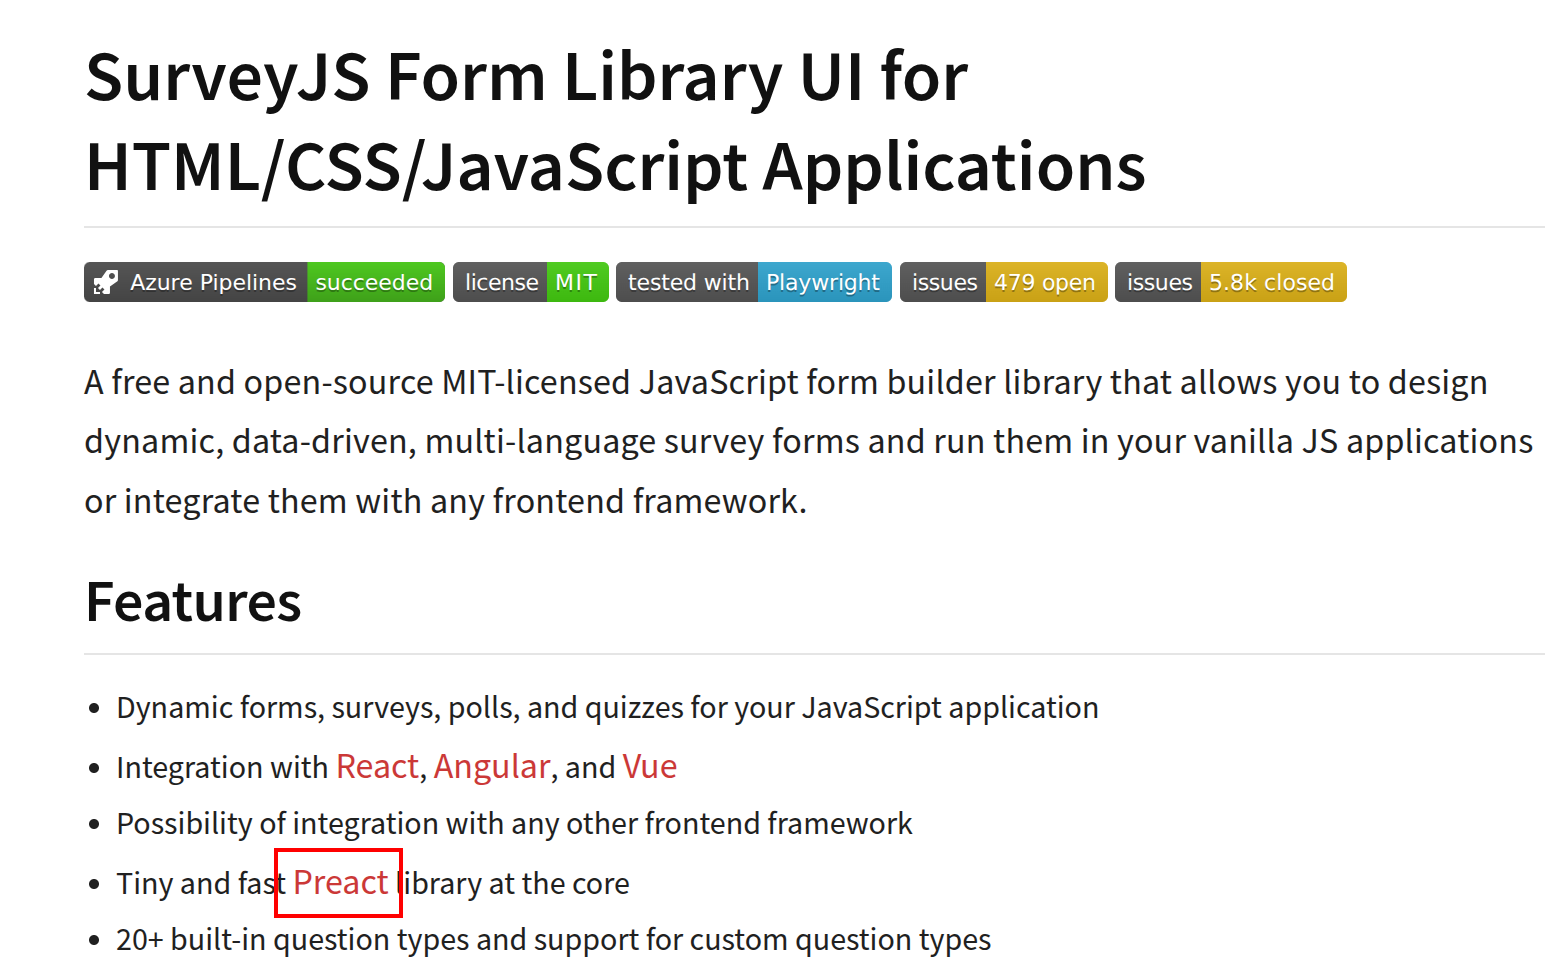 SurveyJS Form Library UI for
HTML/CSS/JavaScript Applications
Azure Pipelines succeeded license MIT tested with Playwright issues 479 open issues 5.8k closed
A free and open-source MIT-licensed JavaScript form builder library that allows you to design
dynamic, data-driven, multi-language survey forms and run them in your vanilla JS applications
or integrate them with any frontend framework.
Features
• Dynamic forms, surveys, polls, and quizzes for your JavaScript application
• Integration with React, Angular, and Vue
• Possibility of integration with any other frontend framework
• Tiny and fast Preact library at the core
• 20+ built-in question types and support for custom question types